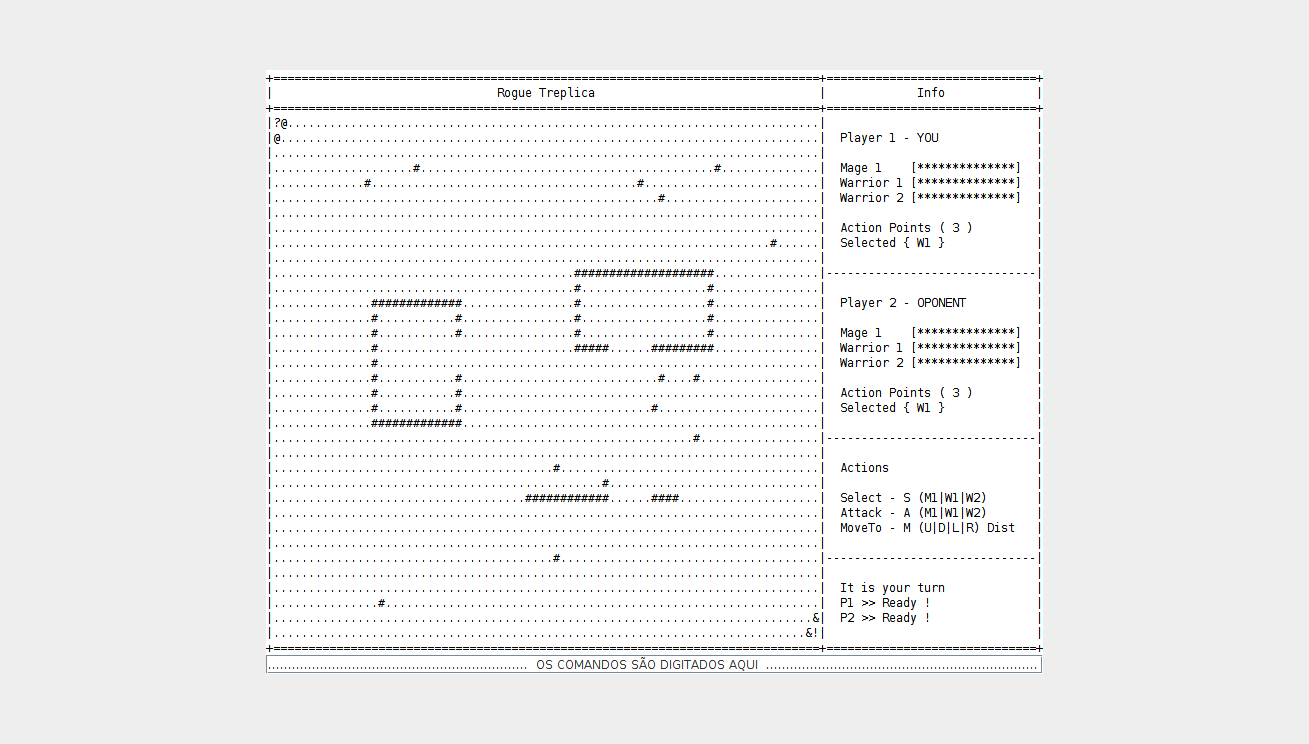 Rogue Treplica
Info
?@
@
Player 1 - YOU
Mage 1 [**************]
Warrior 1 [**************]
Warrior 2 [**************]
Action Points ( 3 )
Selected { W1 }
Player 2 - OPONENT
Mage 1 [**************]
Warrior 1 [**************]
Warrior 2 [**************]
Action Points ( 3 )
Selected { W1 }
Actions
Select - S (M1|W1|W2)
Attack - A (M1|W1|W2)
MoveTo - M (U|D|L|R) Dist
It is your turn
P1 >> Ready !
P2 >> Ready !
&
&!
OS COMANDOS SÃO DIGITADOS AQUI